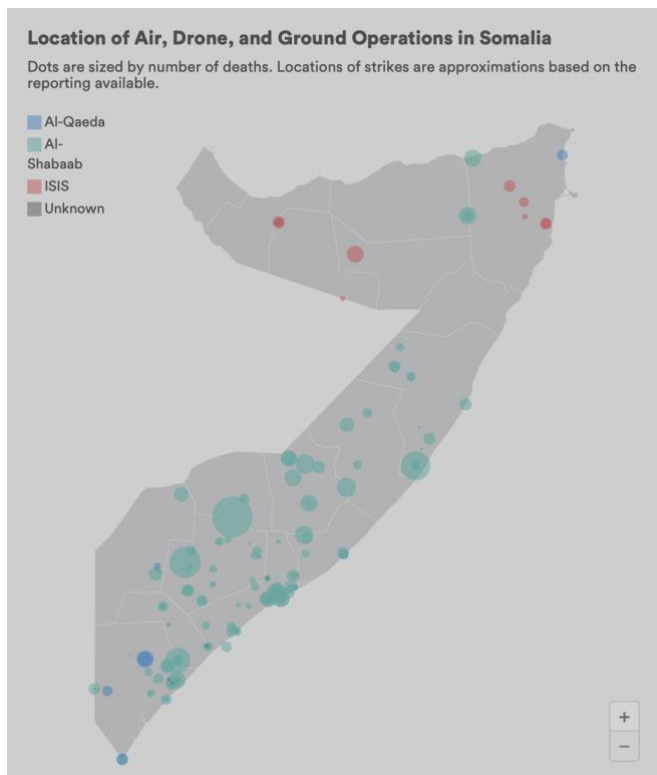 Location of Air, Drone, and Ground Operations in Somalia
Dots are sized by number of deaths. Locations of strikes are approximations based on the
reporting available.
Al-Qaeda
Al-
Shabaab
ISIS
Unknown
+
−